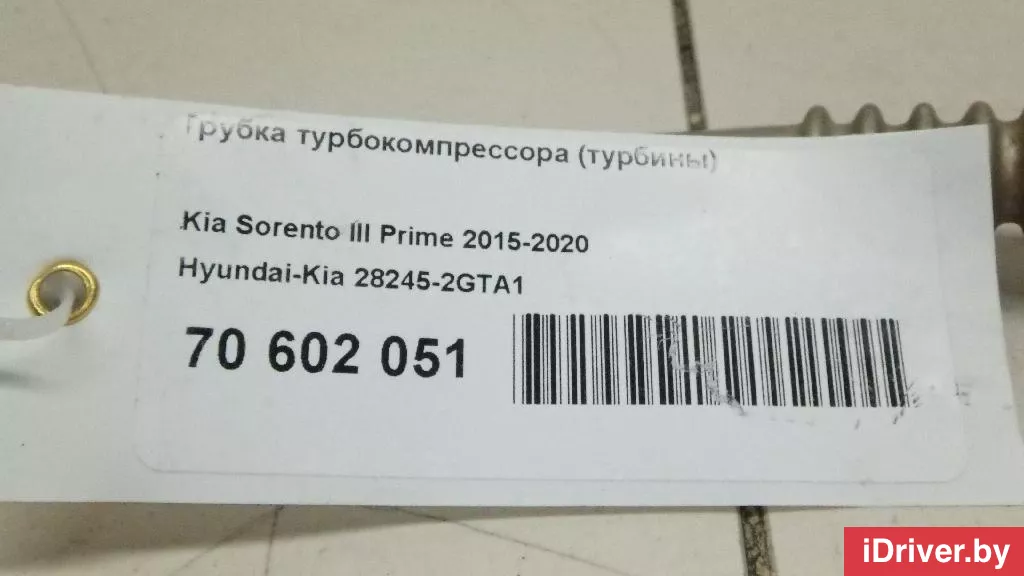 Трубка турбокомпрессора (турбины)
Kia Sorento III Prime 2015-2020
Hyundai-Kia 28245-2GTA1
70 602 051
iDriver.by